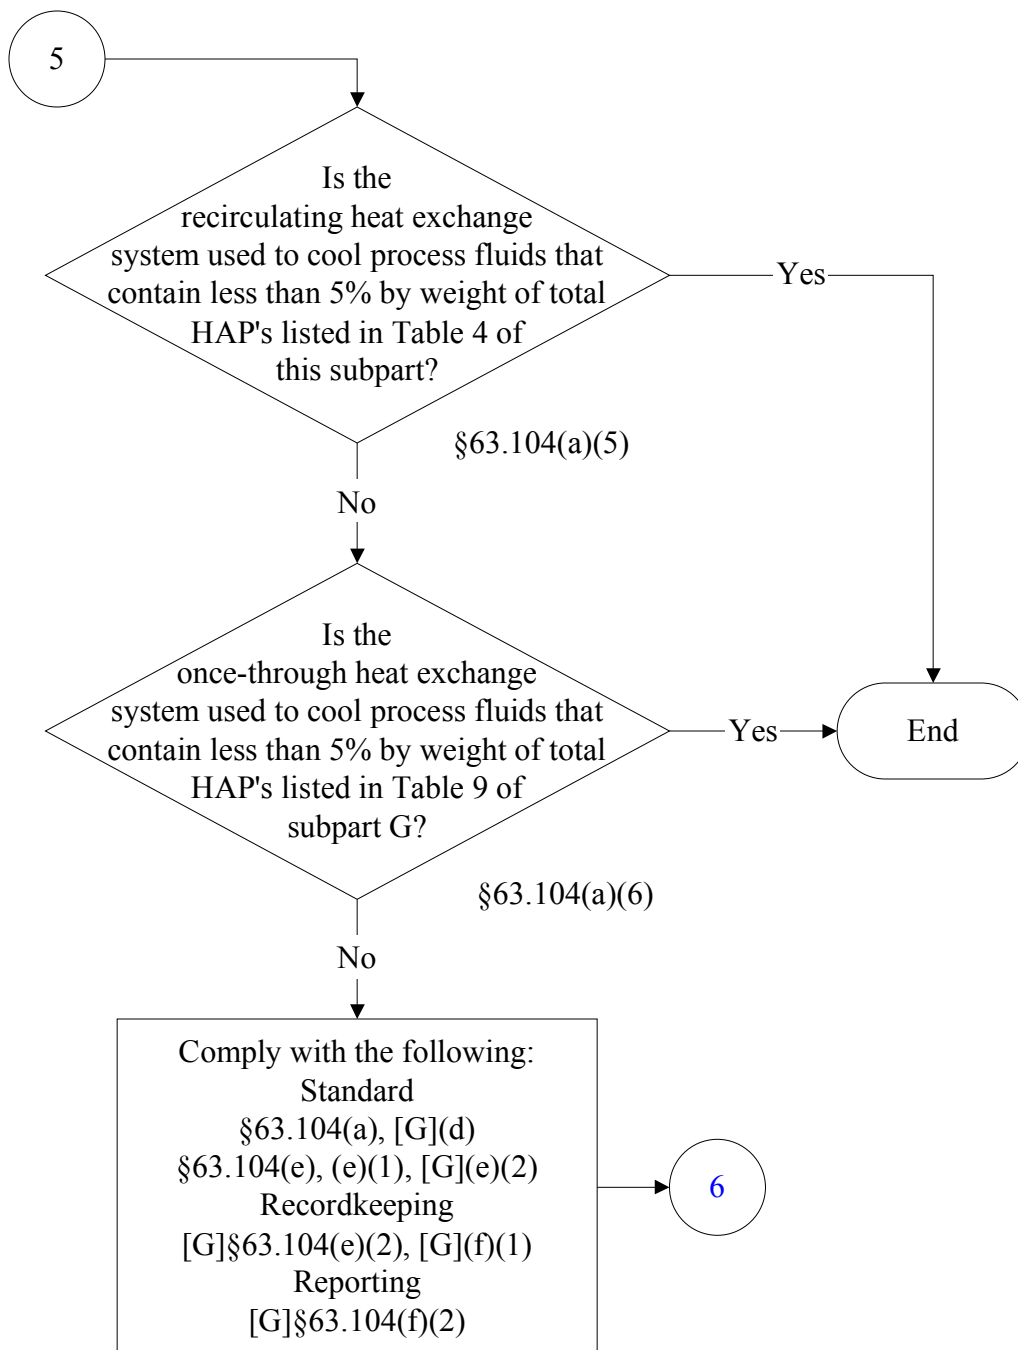 5
Is the
recirculating heat exchange
system used to cool process fluids that
contain less than 5% by weight of total
HAP's listed in Table 4 of
this subpart?
Yes
§63.104(a)(5)
No
Is the
once-through heat exchange
system used to cool process fluids that
contain less than 5% by weight of total
HAP's listed in Table 9 of
subpart G?
Yes
End
§63.104(a)(6)
No
Comply with the following:
Standard
§63.104(a), [G](d)
§63.104(e), (e)(1), [G](e)(2)
Recordkeeping
[G]§63.104(e)(2), [G](f)(1)
Reporting
[G]§63.104(f)(2)
6